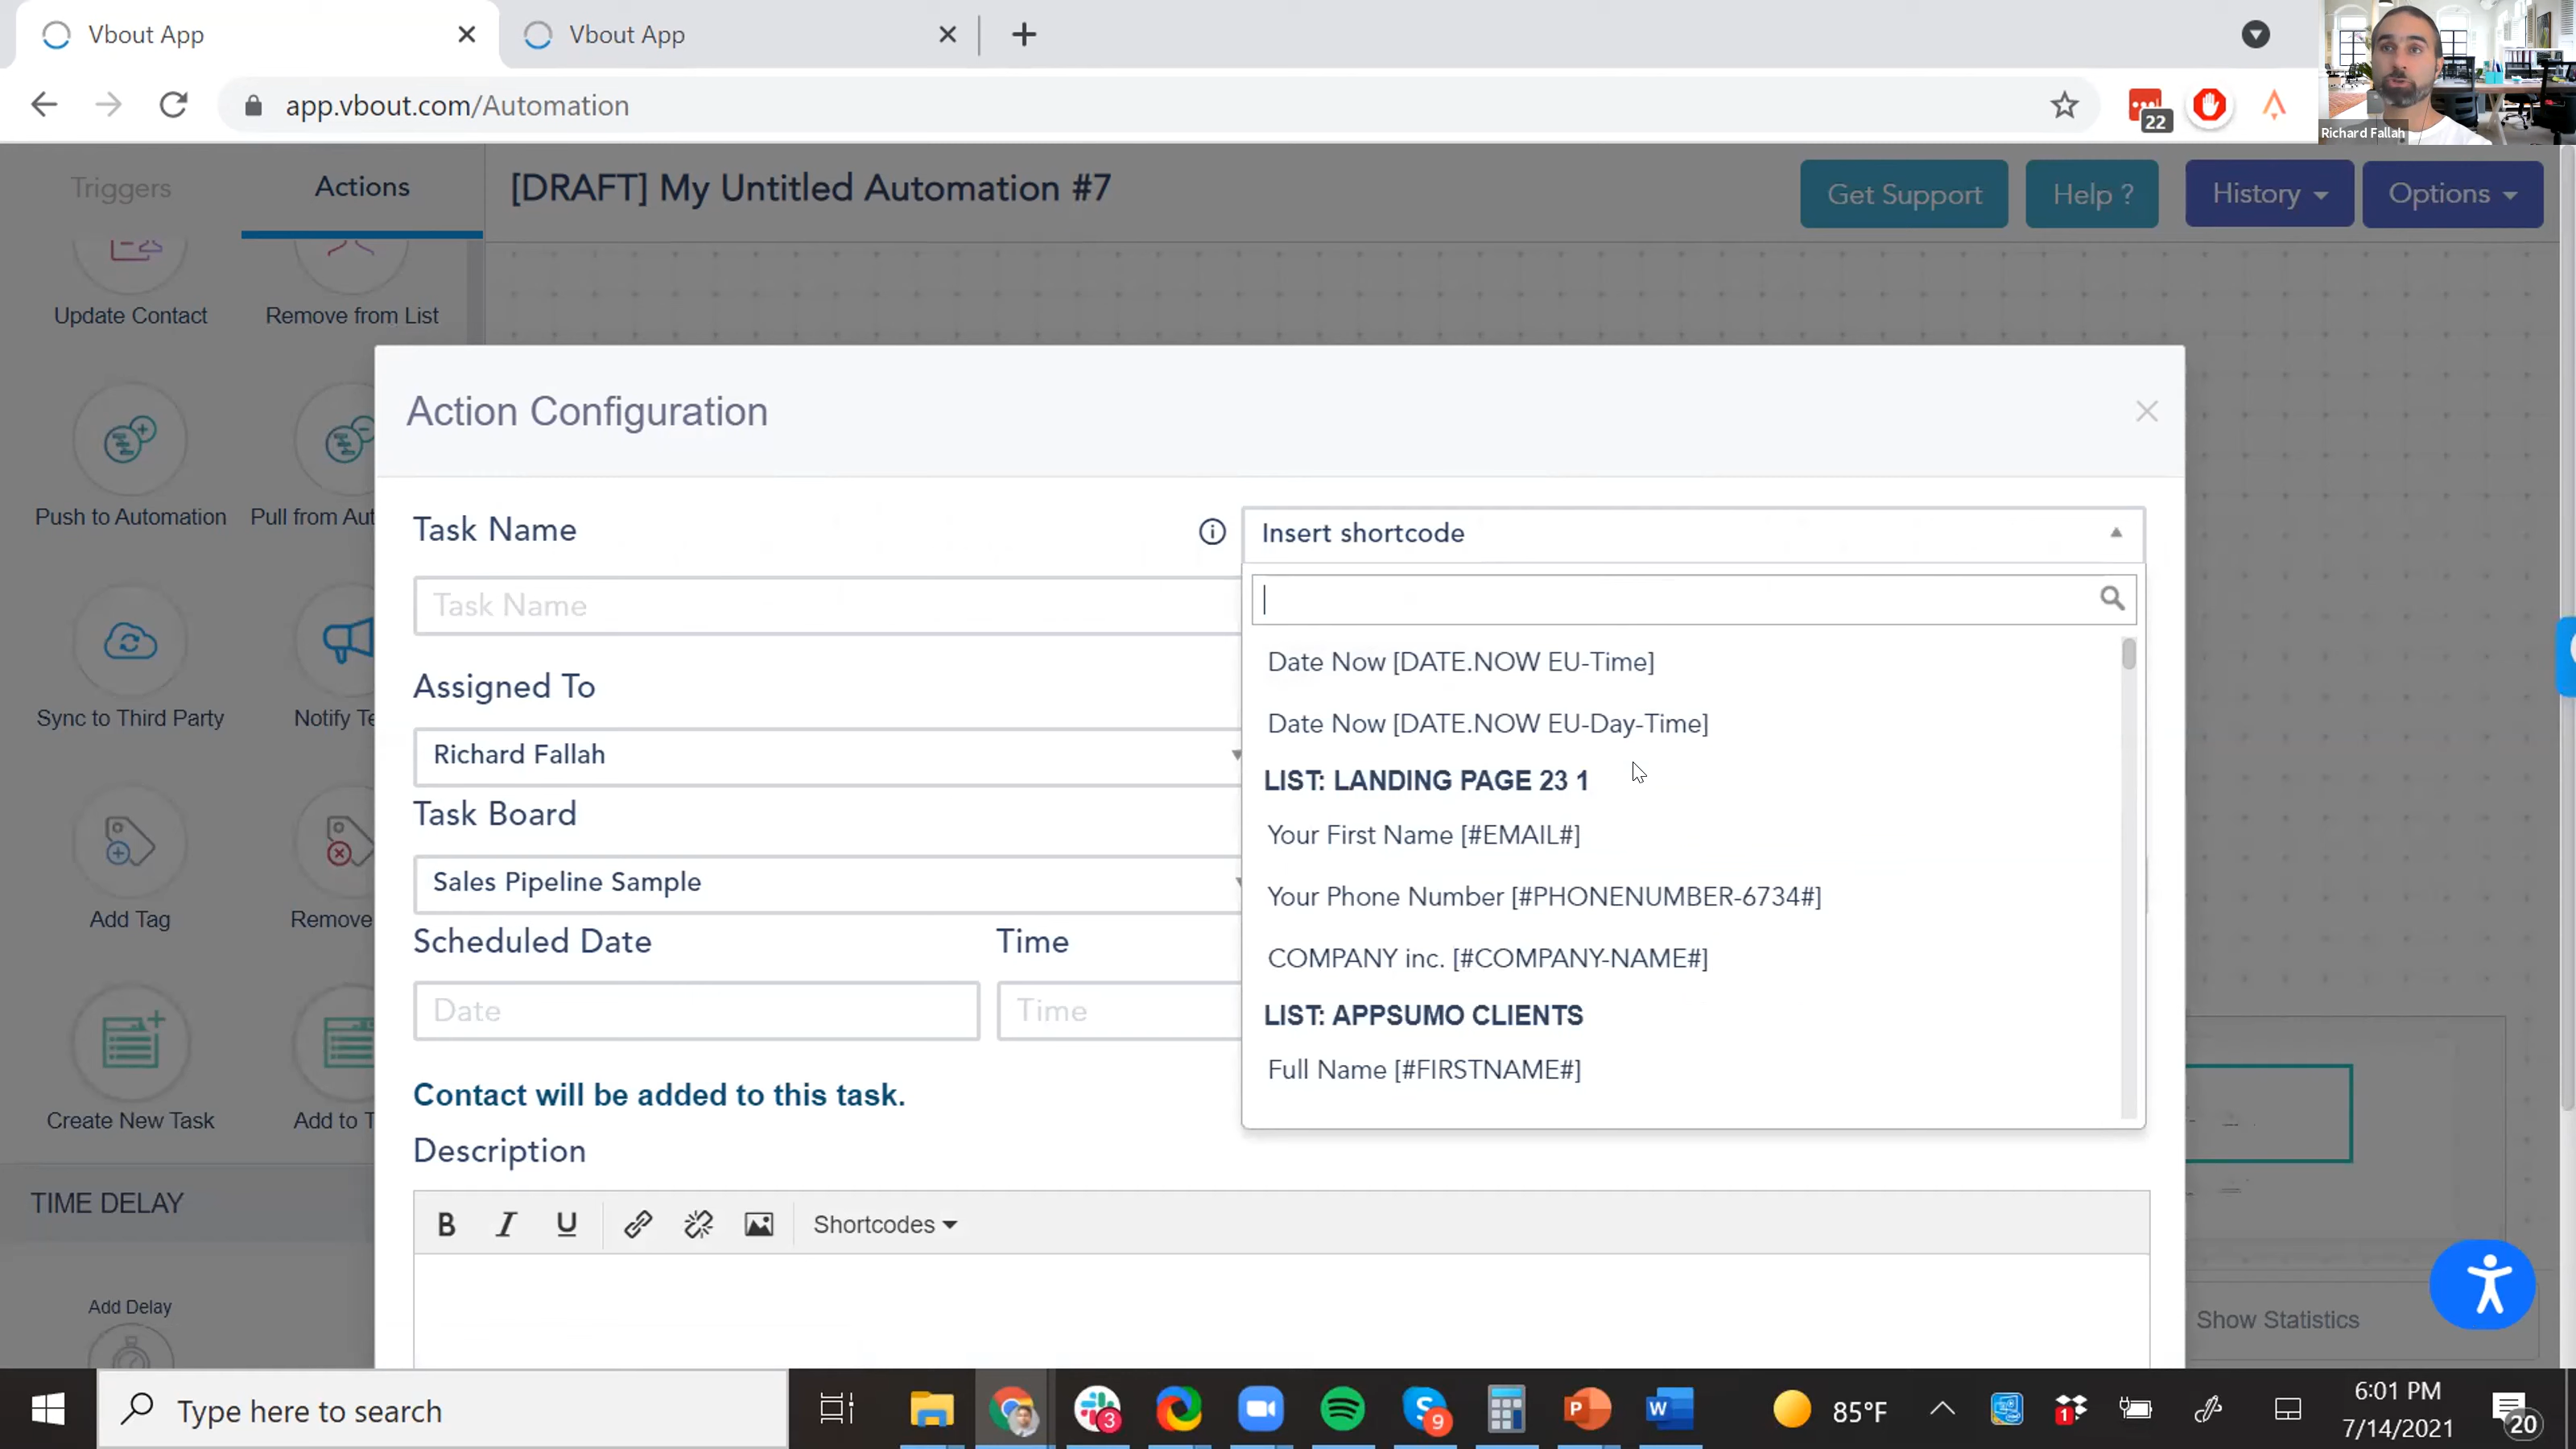 Vbout App
Vbout App
app.vbout.com/Automation
22
Richard Fallah
Triggers
Actions
[DRAFT] My Untitled Automation #7
Get Support
Help ?
History
Options
Update Contact
Remove from List
Action Configuration
Push to Automation
Pull from Aut
Task Name
Insert shortcode
Task Name
Date Now [DATE.NOW EU-Time]
Assigned To
Date Now [DATE.NOW EU-Day-Time]
Sync to Third Party
Notify Te
Richard Fallah
LIST: LANDING PAGE 23 1
Task Board
Your First Name [#EMAIL#]
Sales Pipeline Sample
Your Phone Number [#PHONENUMBER-6734#]
Add Tag
Remove
Scheduled Date
Time
COMPANY inc. [#COMPANY-NAME#]
Date
Time
LIST: APPSUMO CLIENTS
Full Name [#FIRSTNAME#]
Contact will be added to this task.
Create New Task
Add to T
Description
TIME DELAY
B I U
Shortcodes
Add Delay
Show Statistics
Type here to search
3
9
P
W
85°F
1
6:01 PM
7/14/2021
20